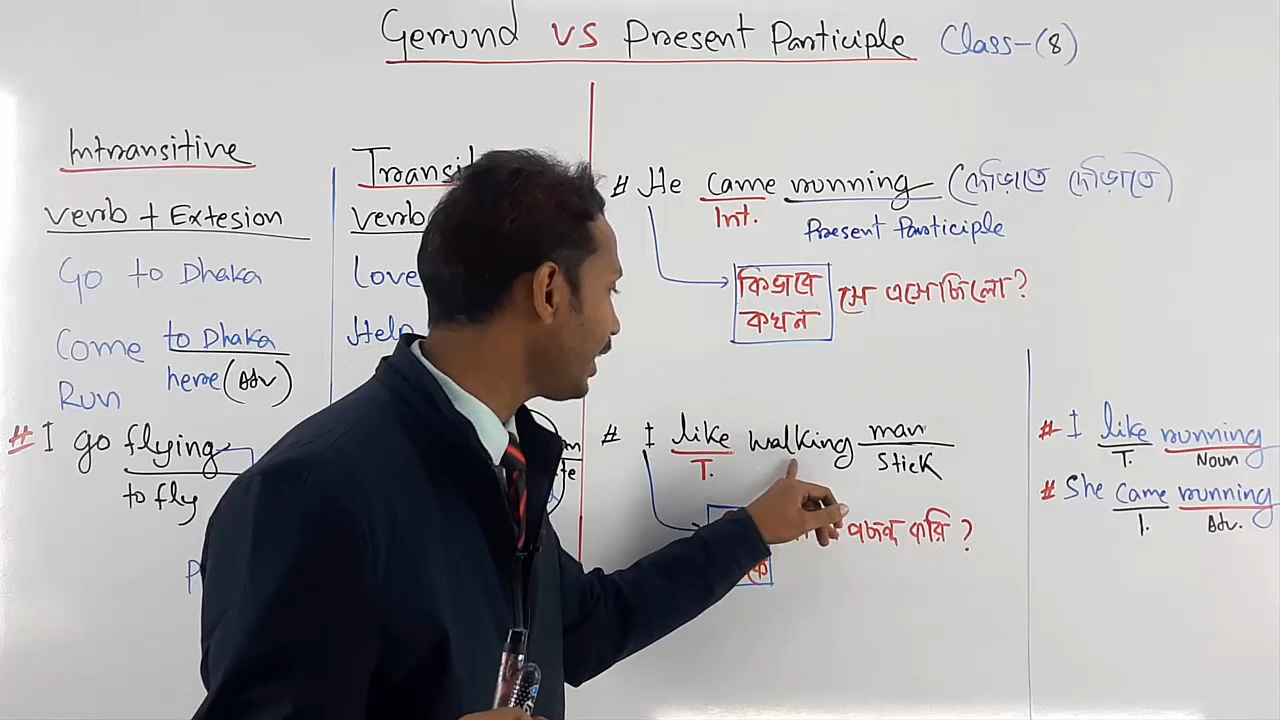 Gerund VS Present Participle Class-(8)
Intransitive
verb + Extesion
Go to Dhaka
Come to Dhaka
here (Adv)
Run
# I go flying
to fly
Transi
verb
Love
Help
# He came running (দৌড়াতে দৌড়াতে)
Int. Present Participle
কিভাবে সে এসেছিলো?
কখন
# I like walking man
T. Stick
পছন্দ করি?
কে
# I like running
T. Noun
# She came running
I. Adv.